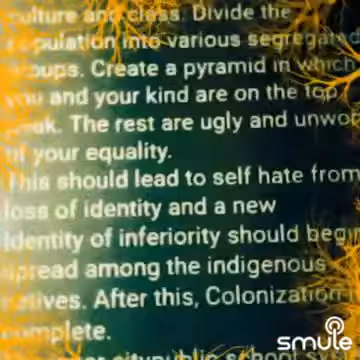 culture and class. Divide the
population into various segregated
groups. Create a pyramid in which
you and your kind are on the top
peak. The rest are ugly and
of your equality.
This should lead to self hate from
loss of identity and a new
identity of inferiority should begin
spread among the indigenous
natives. After this, Colonization
complete.
public school
smule